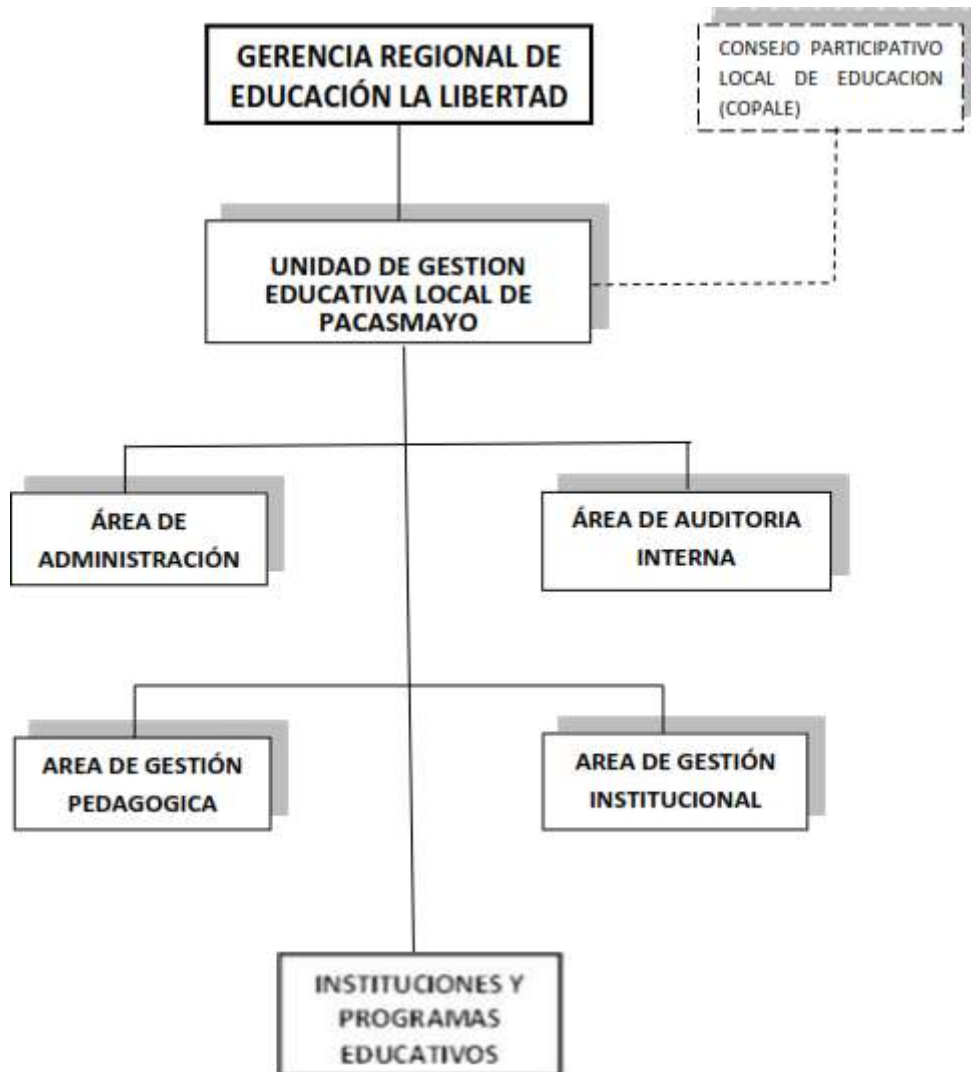 GERENCIA REGIONAL DE
EDUCACIÓN LA LIBERTAD
CONSEJO PARTICIPATIVO
LOCAL DE EDUCACION
(COPALE)
UNIDAD DE GESTION
EDUCATIVA LOCAL DE
PACASMAYO
ÁREA DE
ADMINISTRACIÓN
ÁREA DE AUDITORIA
INTERNA
AREA DE GESTIÓN
PEDAGOGICA
AREA DE GESTIÓN
INSTITUCIONAL
INSTITUCIONES Y
PROGRAMAS
EDUCATIVOS